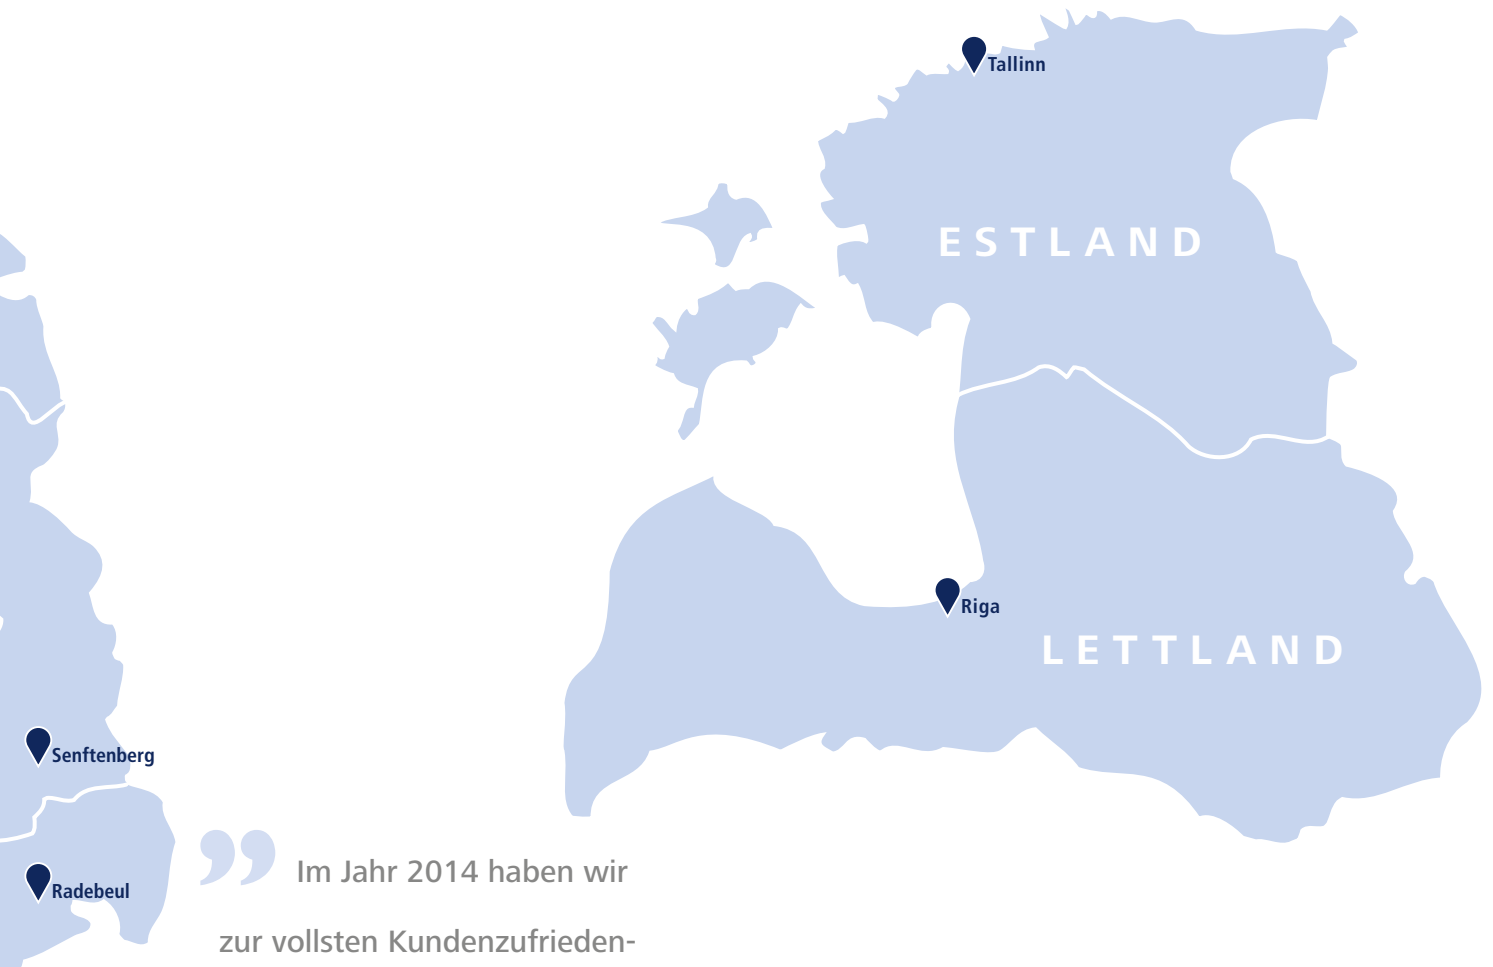 Tallinn
ESTLAND
Riga
LETTLAND
Senftenberg
Radebeul
” Im Jahr 2014 haben wir
zur vollsten Kundenzufrieden-